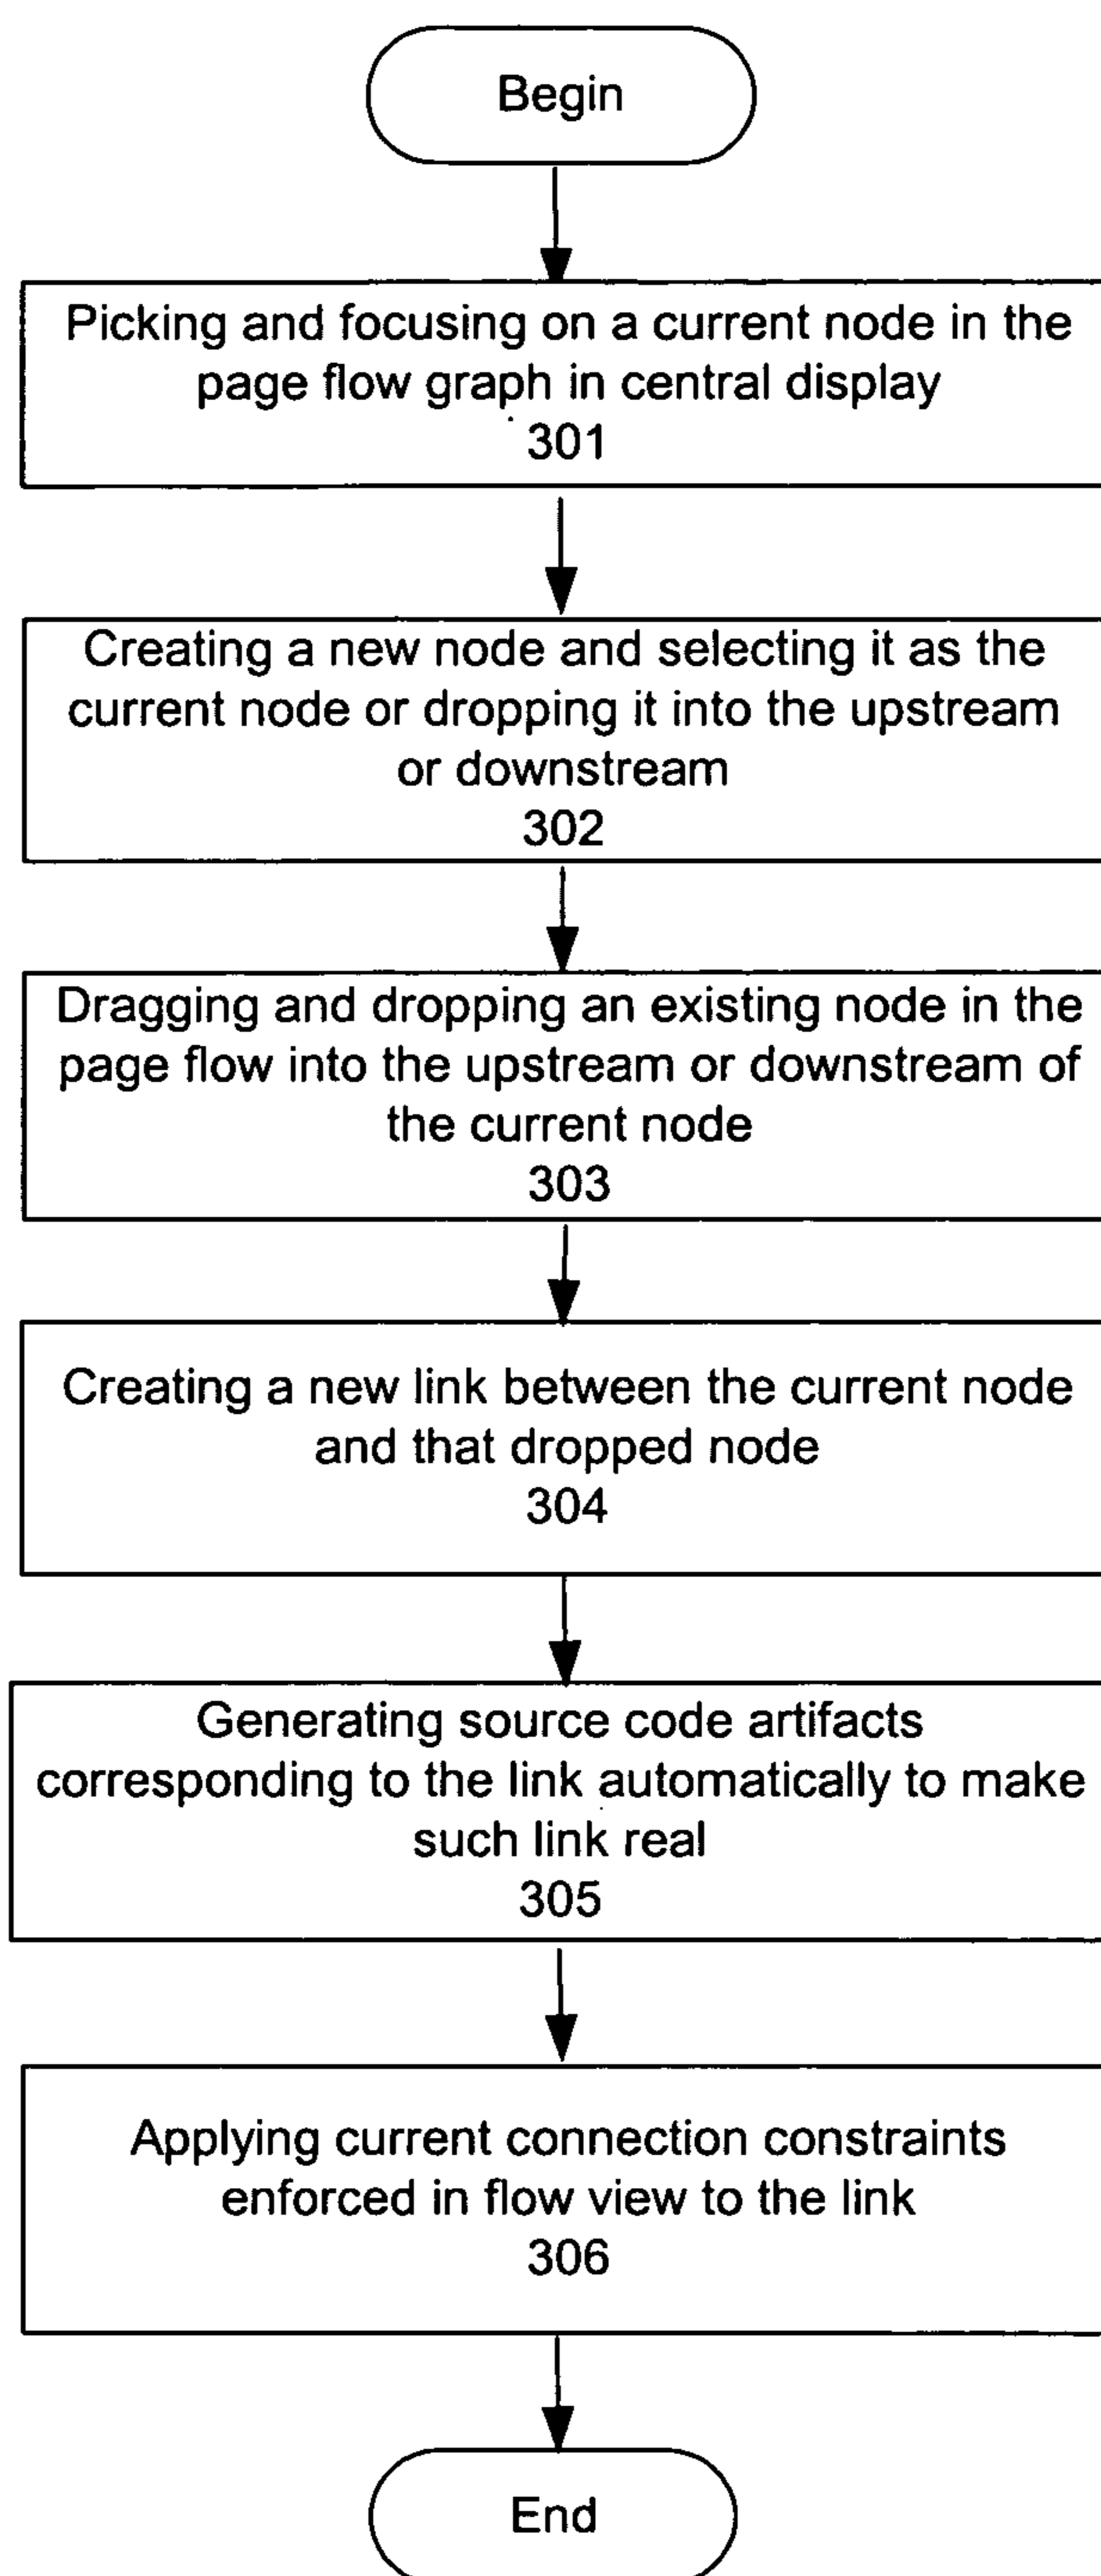 Begin
Picking and focusing on a current node in the
page flow graph in central display
301
Creating a new node and selecting it as the
current node or dropping it into the upstream
or downstream
302
Dragging and dropping an existing node in the
page flow into the upstream or downstream of
the current node
303
Creating a new link between the current node
and that dropped node
304
Generating source code artifacts
corresponding to the link automatically to make
such link real
305
Applying current connection constraints
enforced in flow view to the link
306
End